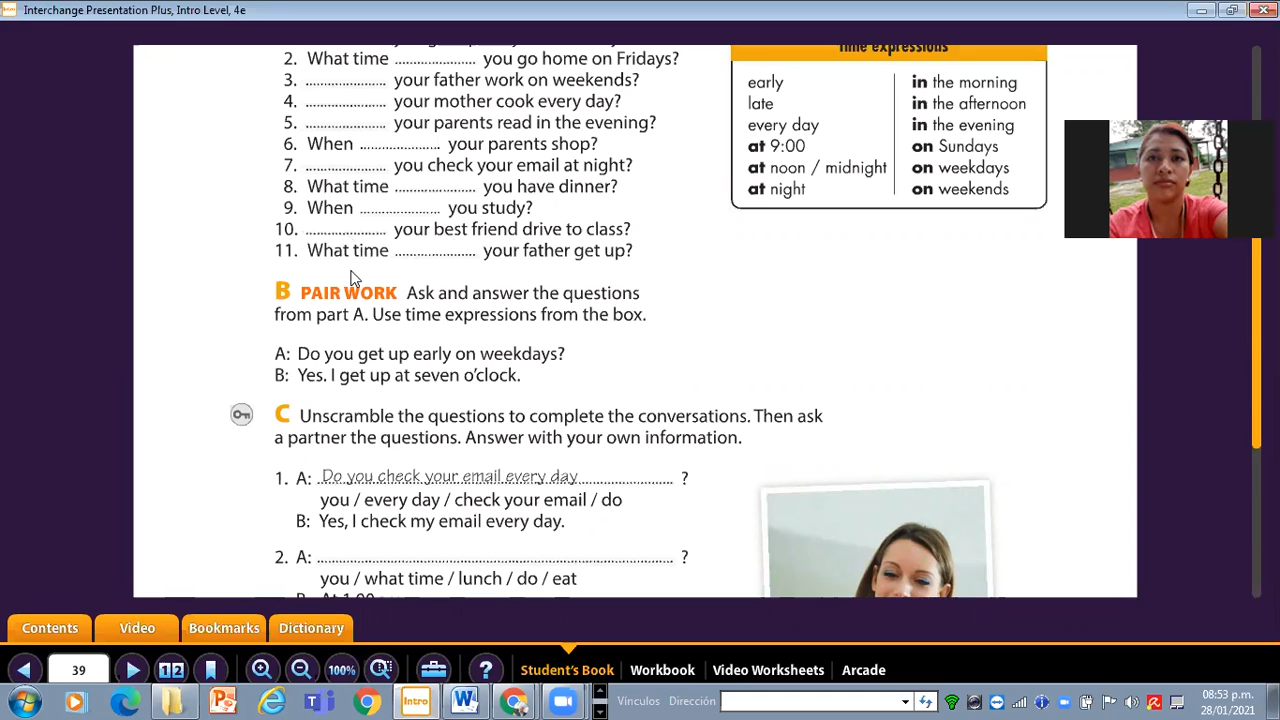 Interchange Presentation Plus, Intro Level, 4e
2. What time .................... you go home on Fridays?
3. .................... your father work on weekends?
4. .................... your mother cook every day?
5. .................... your parents read in the evening?
6. When .................... your parents shop?
7. .................... you check your email at night?
8. What time .................... you have dinner?
9. When .................... you study?
10. .................... your best friend drive to class?
11. What time .................... your father get up?
Time expressions
early
late
every day
at 9:00
at noon / midnight
at night
in the morning
in the afternoon
in the evening
on Sundays
on weekdays
on weekends
B PAIR WORK Ask and answer the questions
from part A. Use time expressions from the box.
A: Do you get up early on weekdays?
B: Yes. I get up at seven o'clock.
C Unscramble the questions to complete the conversations. Then ask
a partner the questions. Answer with your own information.
1. A: Do you check your email every day ?
you / every day / check your email / do
B: Yes, I check my email every day.
2. A: .................... ?
you / what time / lunch / do / eat
Contents
Video
Bookmarks
Dictionary
39
12
100%
Student's Book
Workbook
Video Worksheets
Arcade
Intro
Vínculos
Dirección
08:53 p.m.
28/01/2021